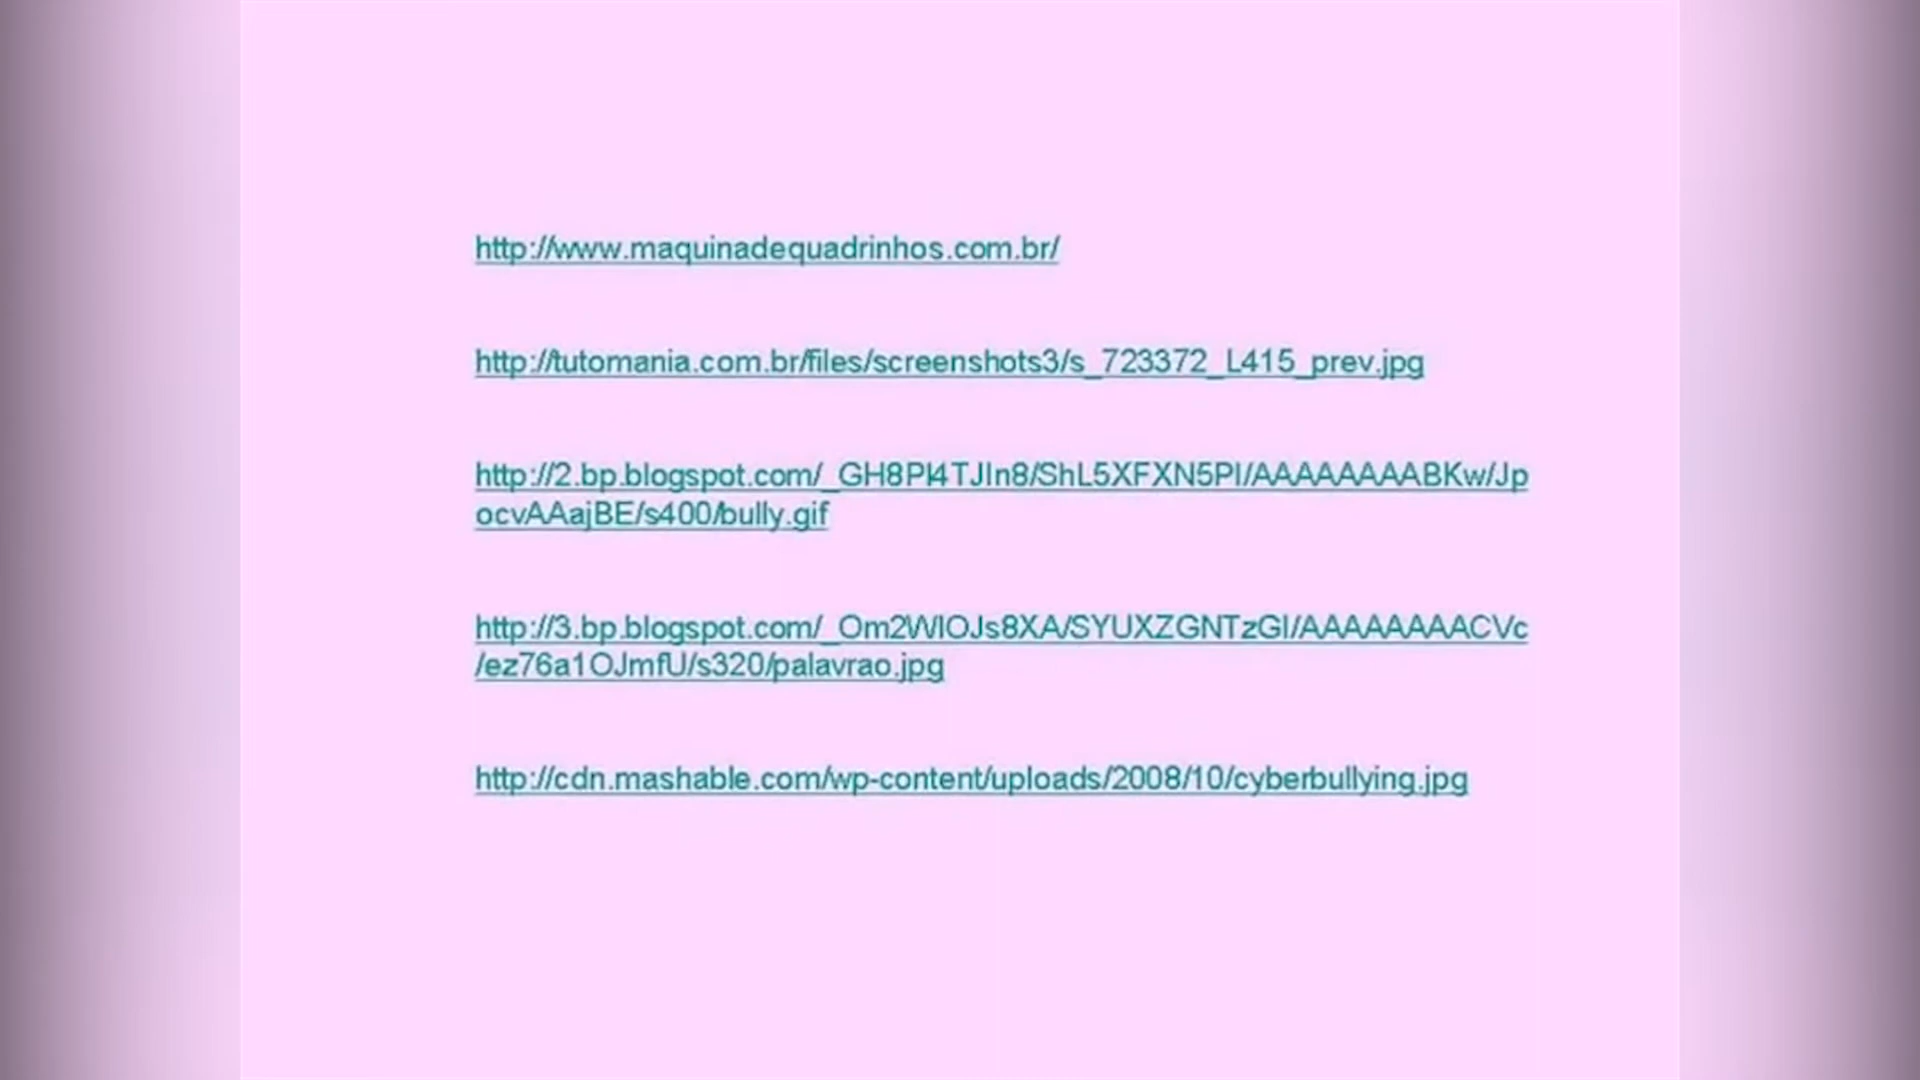 http://www.maquinadequadrinhos.com.br/
http://tutomania.com.br/files/screenshots3/s_723372_L415_prev.jpg
http://2.bp.blogspot.com/_GH8Pl4TJIn8/ShL5XFXN5PI/AAAAAAAABKw/Jp
ocvAAajBE/s400/bully.gif
http://3.bp.blogspot.com/_Om2WIOJs8XA/SYUXZGNTzGI/AAAAAAAACVc
/ez76a1OJmfU/s320/palavrao.jpg
http://cdn.mashable.com/wp-content/uploads/2008/10/cyberbullying.jpg